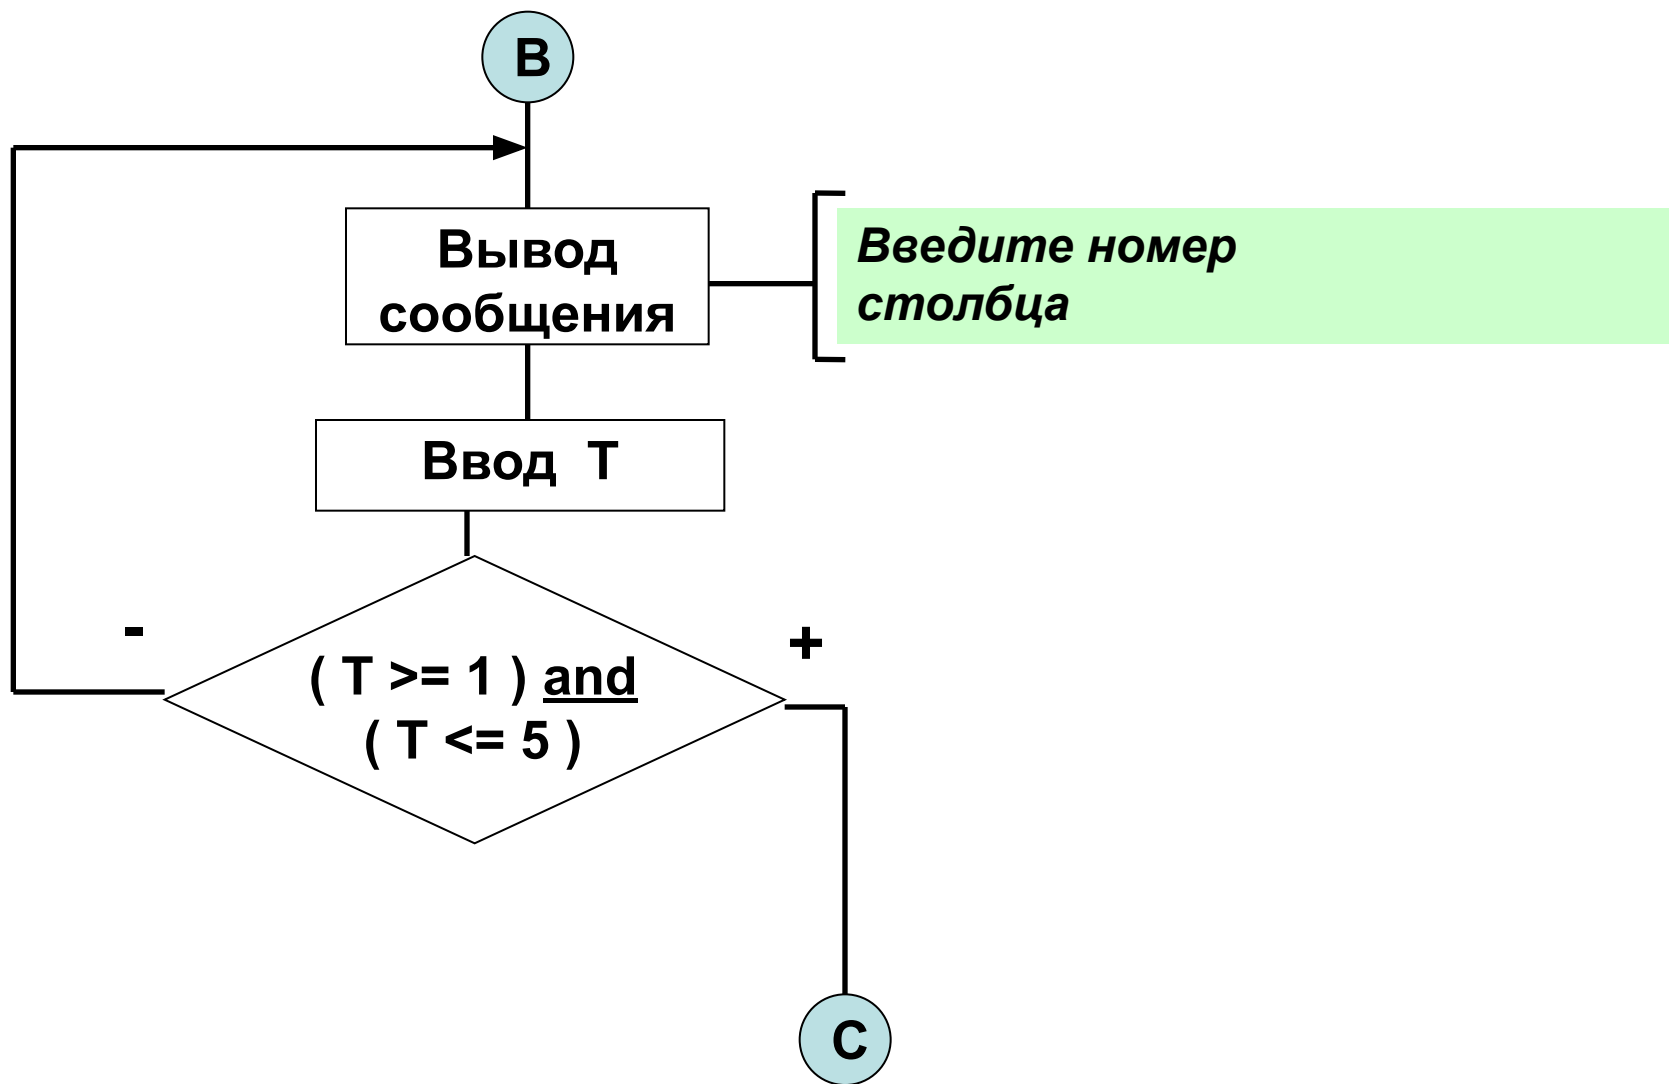 В
Вывод
сообщения
Введите номер
столбца
Ввод Т
-
+
( T >= 1 ) and
( T <= 5 )
С